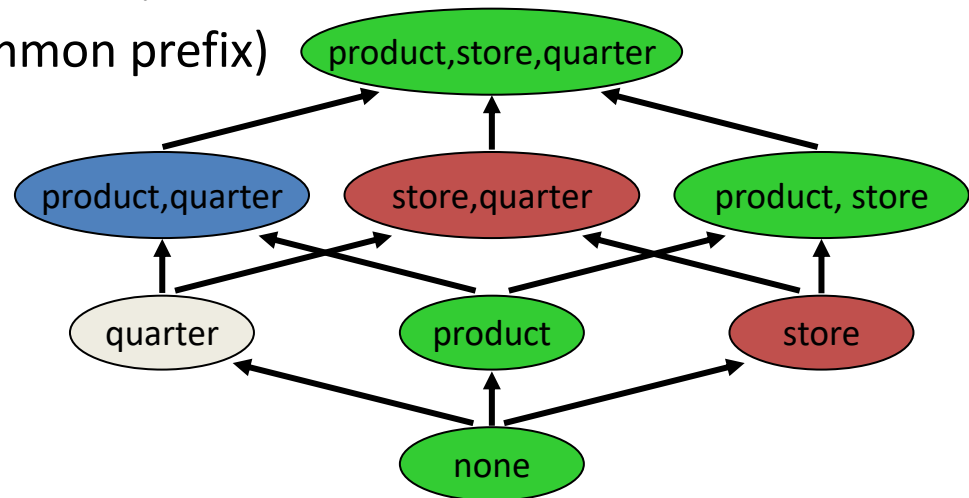 mmon prefix)
product,store,quarter
product,quarter
store,quarter
product, store
quarter
product
store
none